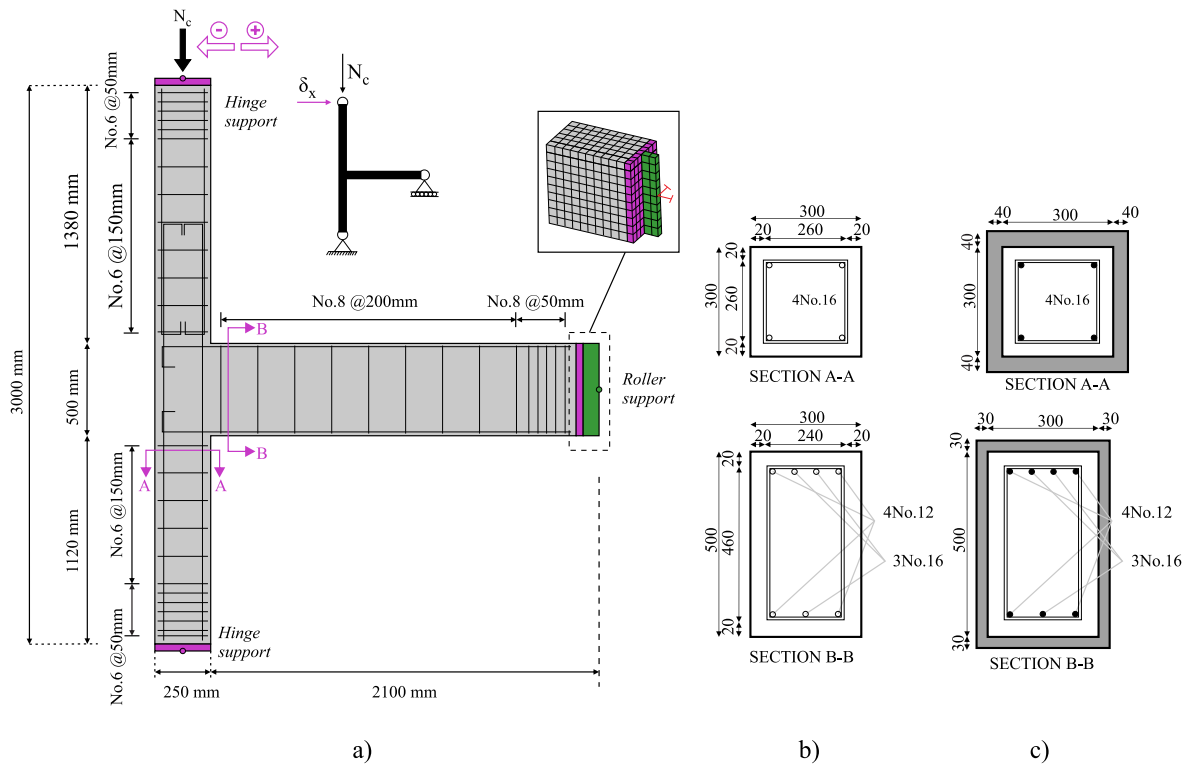 N_c
- +
No.6 @50mm
Hinge
support
N_c
δ_x
3000 mm
1380 mm
No.6 @150mm
No.8 @200mm
No.8 @50mm
B
500 mm
Roller
support
B
A
A
1120 mm
No.6 @150mm
No.6 @50mm
Hinge
support
250 mm
2100 mm
a)
300
20 260 20
20
300
260
20
4No.16
SECTION A-A
300
20 240 20
20
500
460
20
4No.12
3No.16
SECTION B-B
b)
40 300 40
40
300
40
4No.16
SECTION A-A
30 300 30
30
500
30
4No.12
3No.16
SECTION B-B
c)